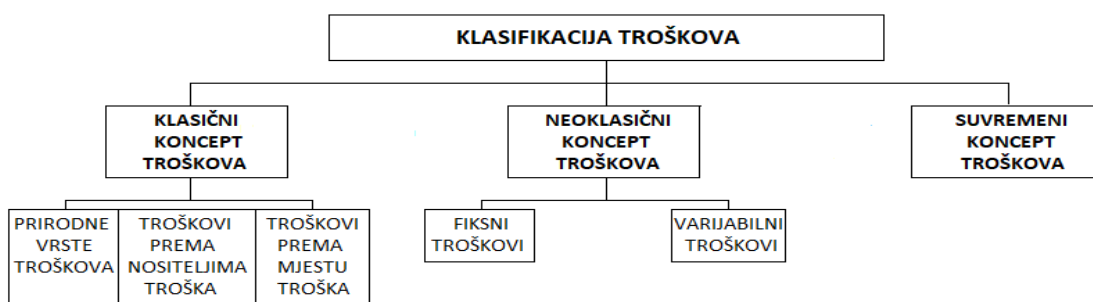 KLASIFIKACIJA TROŠKOVA
KLASIČNI
KONCEPT
TROŠKOVA
NEOKLASIČNI
KONCEPT
TROŠKOVA
SUVREMENI
KONCEPT
TROŠKOVA
PRIRODNE
VRSTE
TROŠKOVA
TROŠKOVI
PREMA
NOSITELJIMA
TROŠKA
TROŠKOVI
PREMA
MJESTU
TROŠKA
FIKSNI
TROŠKOVI
VARIJABILNI
TROŠKOVI